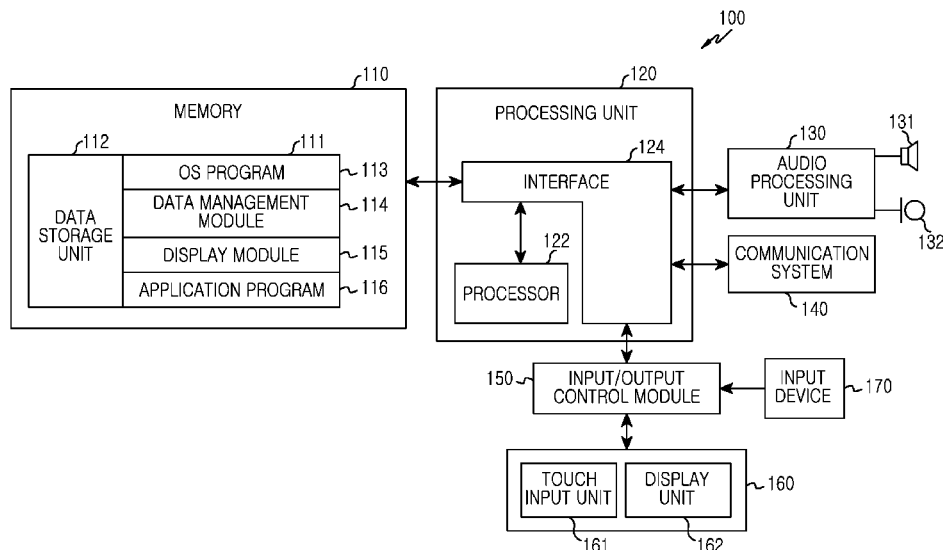 100
110
120
MEMORY
PROCESSING UNIT
131
112
111
124
130
OS PROGRAM
113
INTERFACE
AUDIO
PROCESSING
UNIT
DATA
STORAGE
UNIT
DATA MANAGEMENT
MODULE
114
132
DISPLAY MODULE
115
122
COMMUNICATION
SYSTEM
APPLICATION PROGRAM
116
PROCESSOR
140
150
INPUT/OUTPUT
CONTROL MODULE
INPUT
DEVICE
170
TOUCH
INPUT UNIT
DISPLAY
UNIT
160
161
162